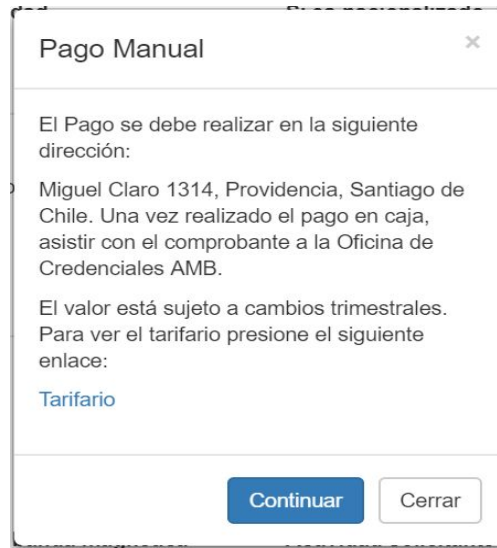 Pago Manual
×
El Pago se debe realizar en la siguiente
dirección:
Miguel Claro 1314, Providencia, Santiago de
Chile. Una vez realizado el pago en caja,
asistir con el comprobante a la Oficina de
Credenciales AMB.
El valor está sujeto a cambios trimestrales.
Para ver el tarifario presione el siguiente
enlace:
Tarifario
Continuar Cerrar